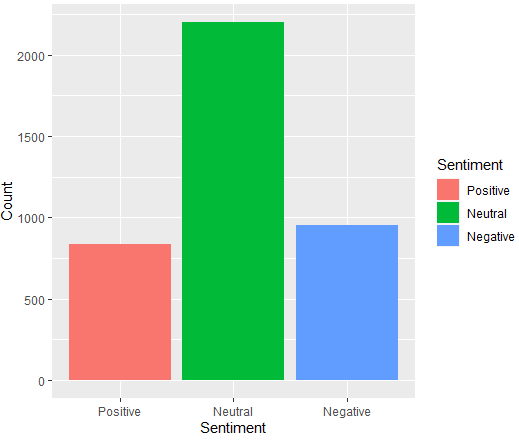 Count
2000
1500
1000
500
0
Positive
Neutral
Negative
Sentiment
Sentiment
Positive
Neutral
Negative